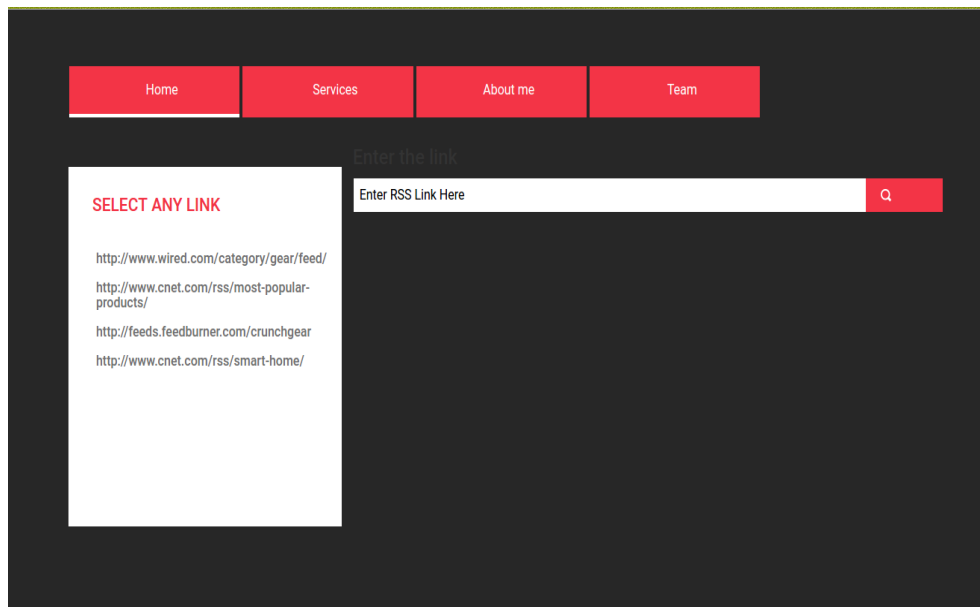 Home Services About me Team
Enter the link
Enter RSS Link Here
SELECT ANY LINK
http://www.wired.com/category/gear/feed/
http://www.cnet.com/rss/most-popular-
products/
http://feeds.feedburner.com/crunchgear
http://www.cnet.com/rss/smart-home/